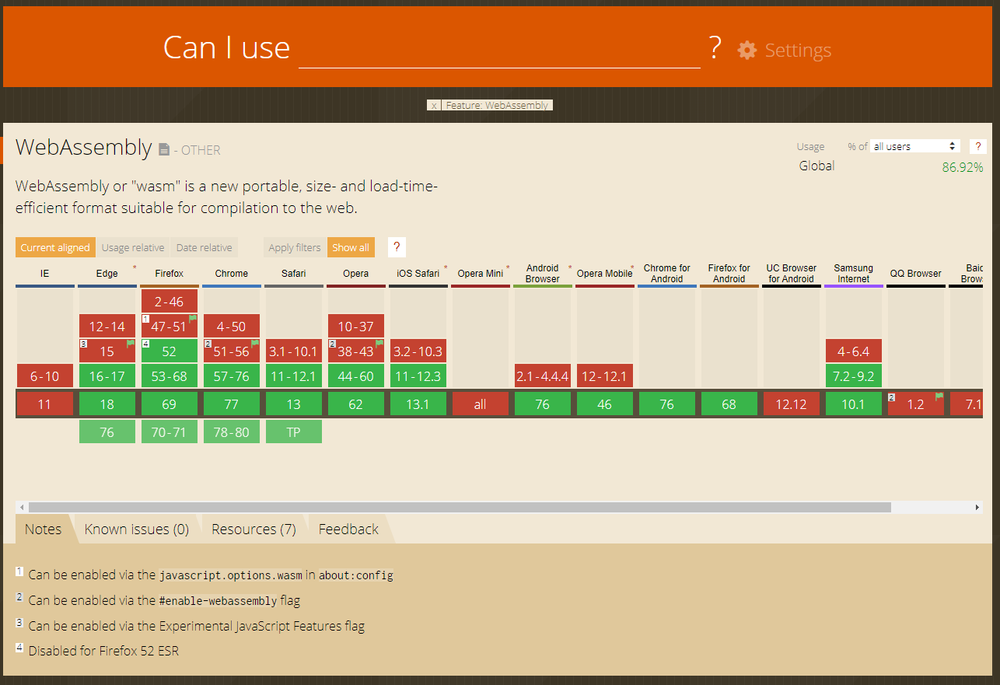 Can I use ? Settings
x Feature: WebAssembly
WebAssembly - OTHER
Usage % of all users ?
Global 86.92%
WebAssembly or "wasm" is a new portable, size- and load-time-
efficient format suitable for compilation to the web.
Current aligned Usage relative Date relative Apply filters Show all ?
IE Edge * Firefox Chrome Safari Opera iOS Safari * Opera Mini * Android Browser * Opera Mobile * Chrome for Android Firefox for Android UC Browser for Android Samsung Internet QQ Browser Baid Brows
2-46
12-14 1 47-51 4-50 10-37
3 15 4 52 2 51-56 3.1-10.1 2 38-43 3.2-10.3 4-6.4
6-10 16-17 53-68 57-76 11-12.1 44-60 11-12.3 2.1-4.4.4 12-12.1 7.2-9.2
11 18 69 77 13 62 13.1 all 76 46 76 68 12.12 10.1 2 1.2 7.1
76 70-71 78-80 TP
Notes Known issues (0) Resources (7) Feedback
1 Can be enabled via the javascript.options.wasm in about:config
2 Can be enabled via the #enable-webassembly flag
3 Can be enabled via the Experimental JavaScript Features flag
4 Disabled for Firefox 52 ESR